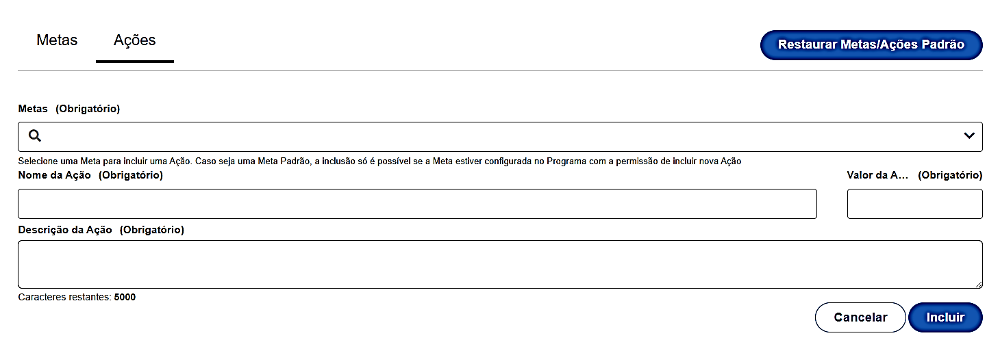 Metas Ações Restaurar Metas/Ações Padrão
Metas (Obrigatório)
Selecione uma Meta para incluir uma Ação. Caso seja uma Meta Padrão, a inclusão só é possível se a Meta estiver configurada no Programa com a permissão de incluir nova Ação
Nome da Ação (Obrigatório) Valor da A... (Obrigatório)
Descrição da Ação (Obrigatório)
Caracteres restantes: 5000
Cancelar Incluir